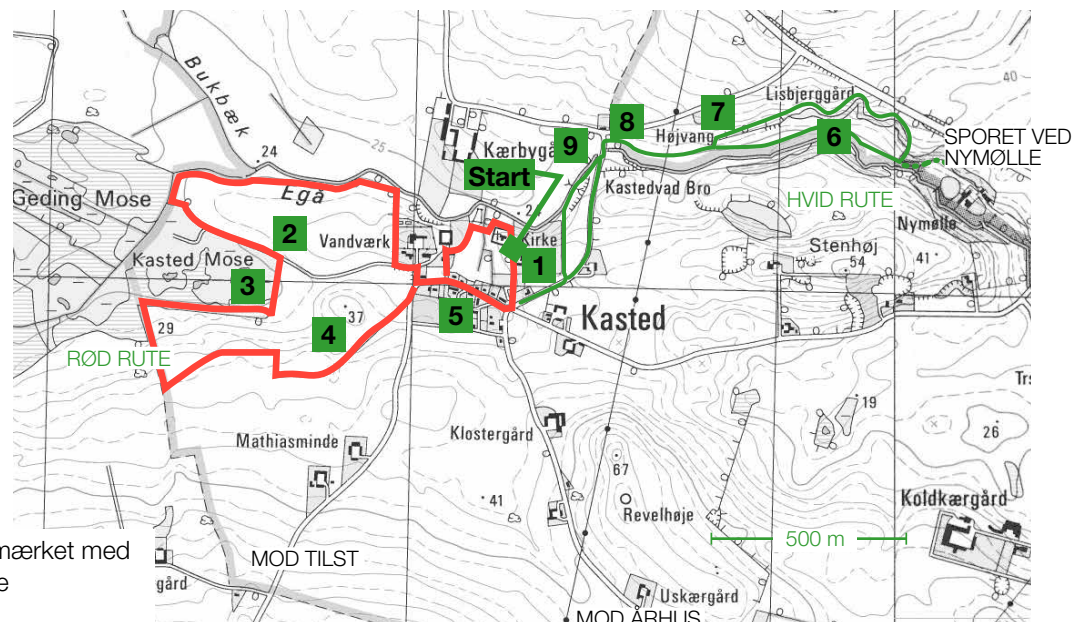 Bukbæk
40
Lisbjerggård
7
8
Højvang
6
9
Kærbygå
SPORET VED
NYMØLLE
25
24
Start
Kastedvad Bro
Geding Mose
Egå
HVID RUTE
2
Vandværk
Kirke
Nymølle
Stenhøj
54
41
Kasted Mose
1
3
5
Kasted
37
4
29
RØD RUTE
19
Mathiasminde
Klostergård
26
67
41
Revelhøje
Koldkærgård
500 m
mærket med
e
MOD TILST
gård
Uskærgård
MOD ÅRHUS